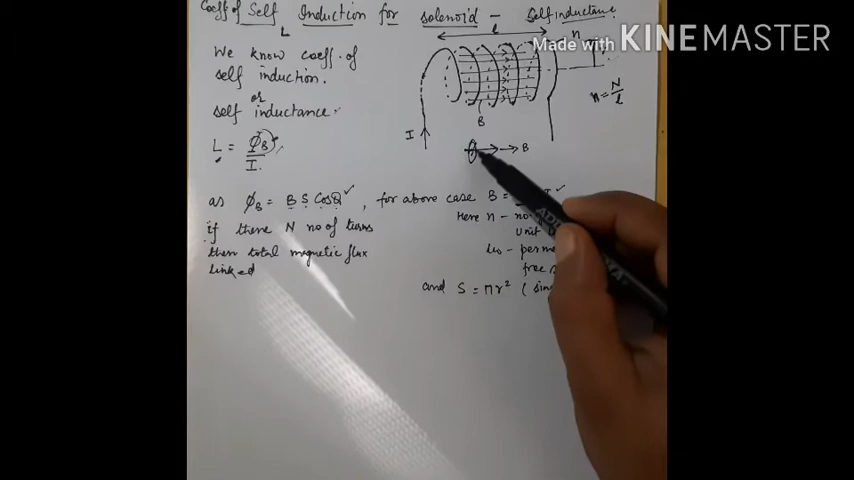 Coeff of Self Induction for solenoid - Self inductance
L
l
n
Made with KINEMASTER
We know coeff. of
self induction.
or
self inductance.
n = N/l
B
I
B
L = ϕB / I.
as ϕB = B S CosQ, for above case B =
if there N no of turns
Here n - no
Unit
then total magnetic flux
μo - perme
linked
free s
and S = πr² ( sin